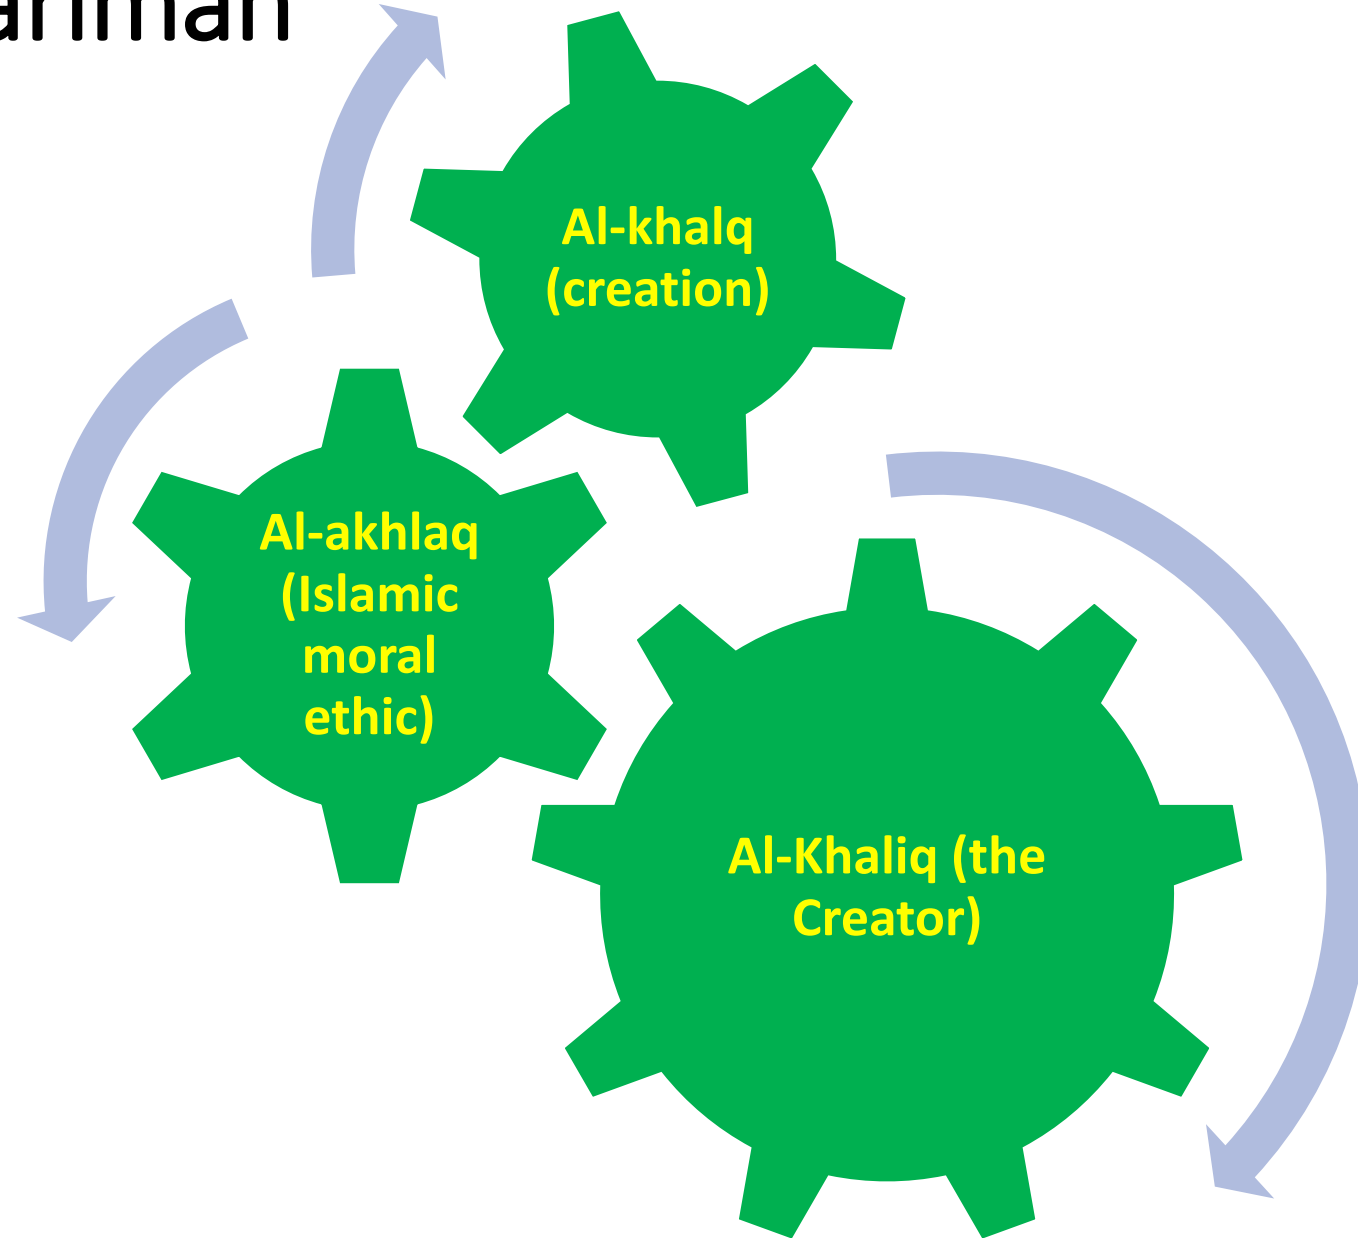 Al-khalq
(creation)
Al-akhlaq
(Islamic
moral
ethic)
Al-Khaliq (the
Creator)